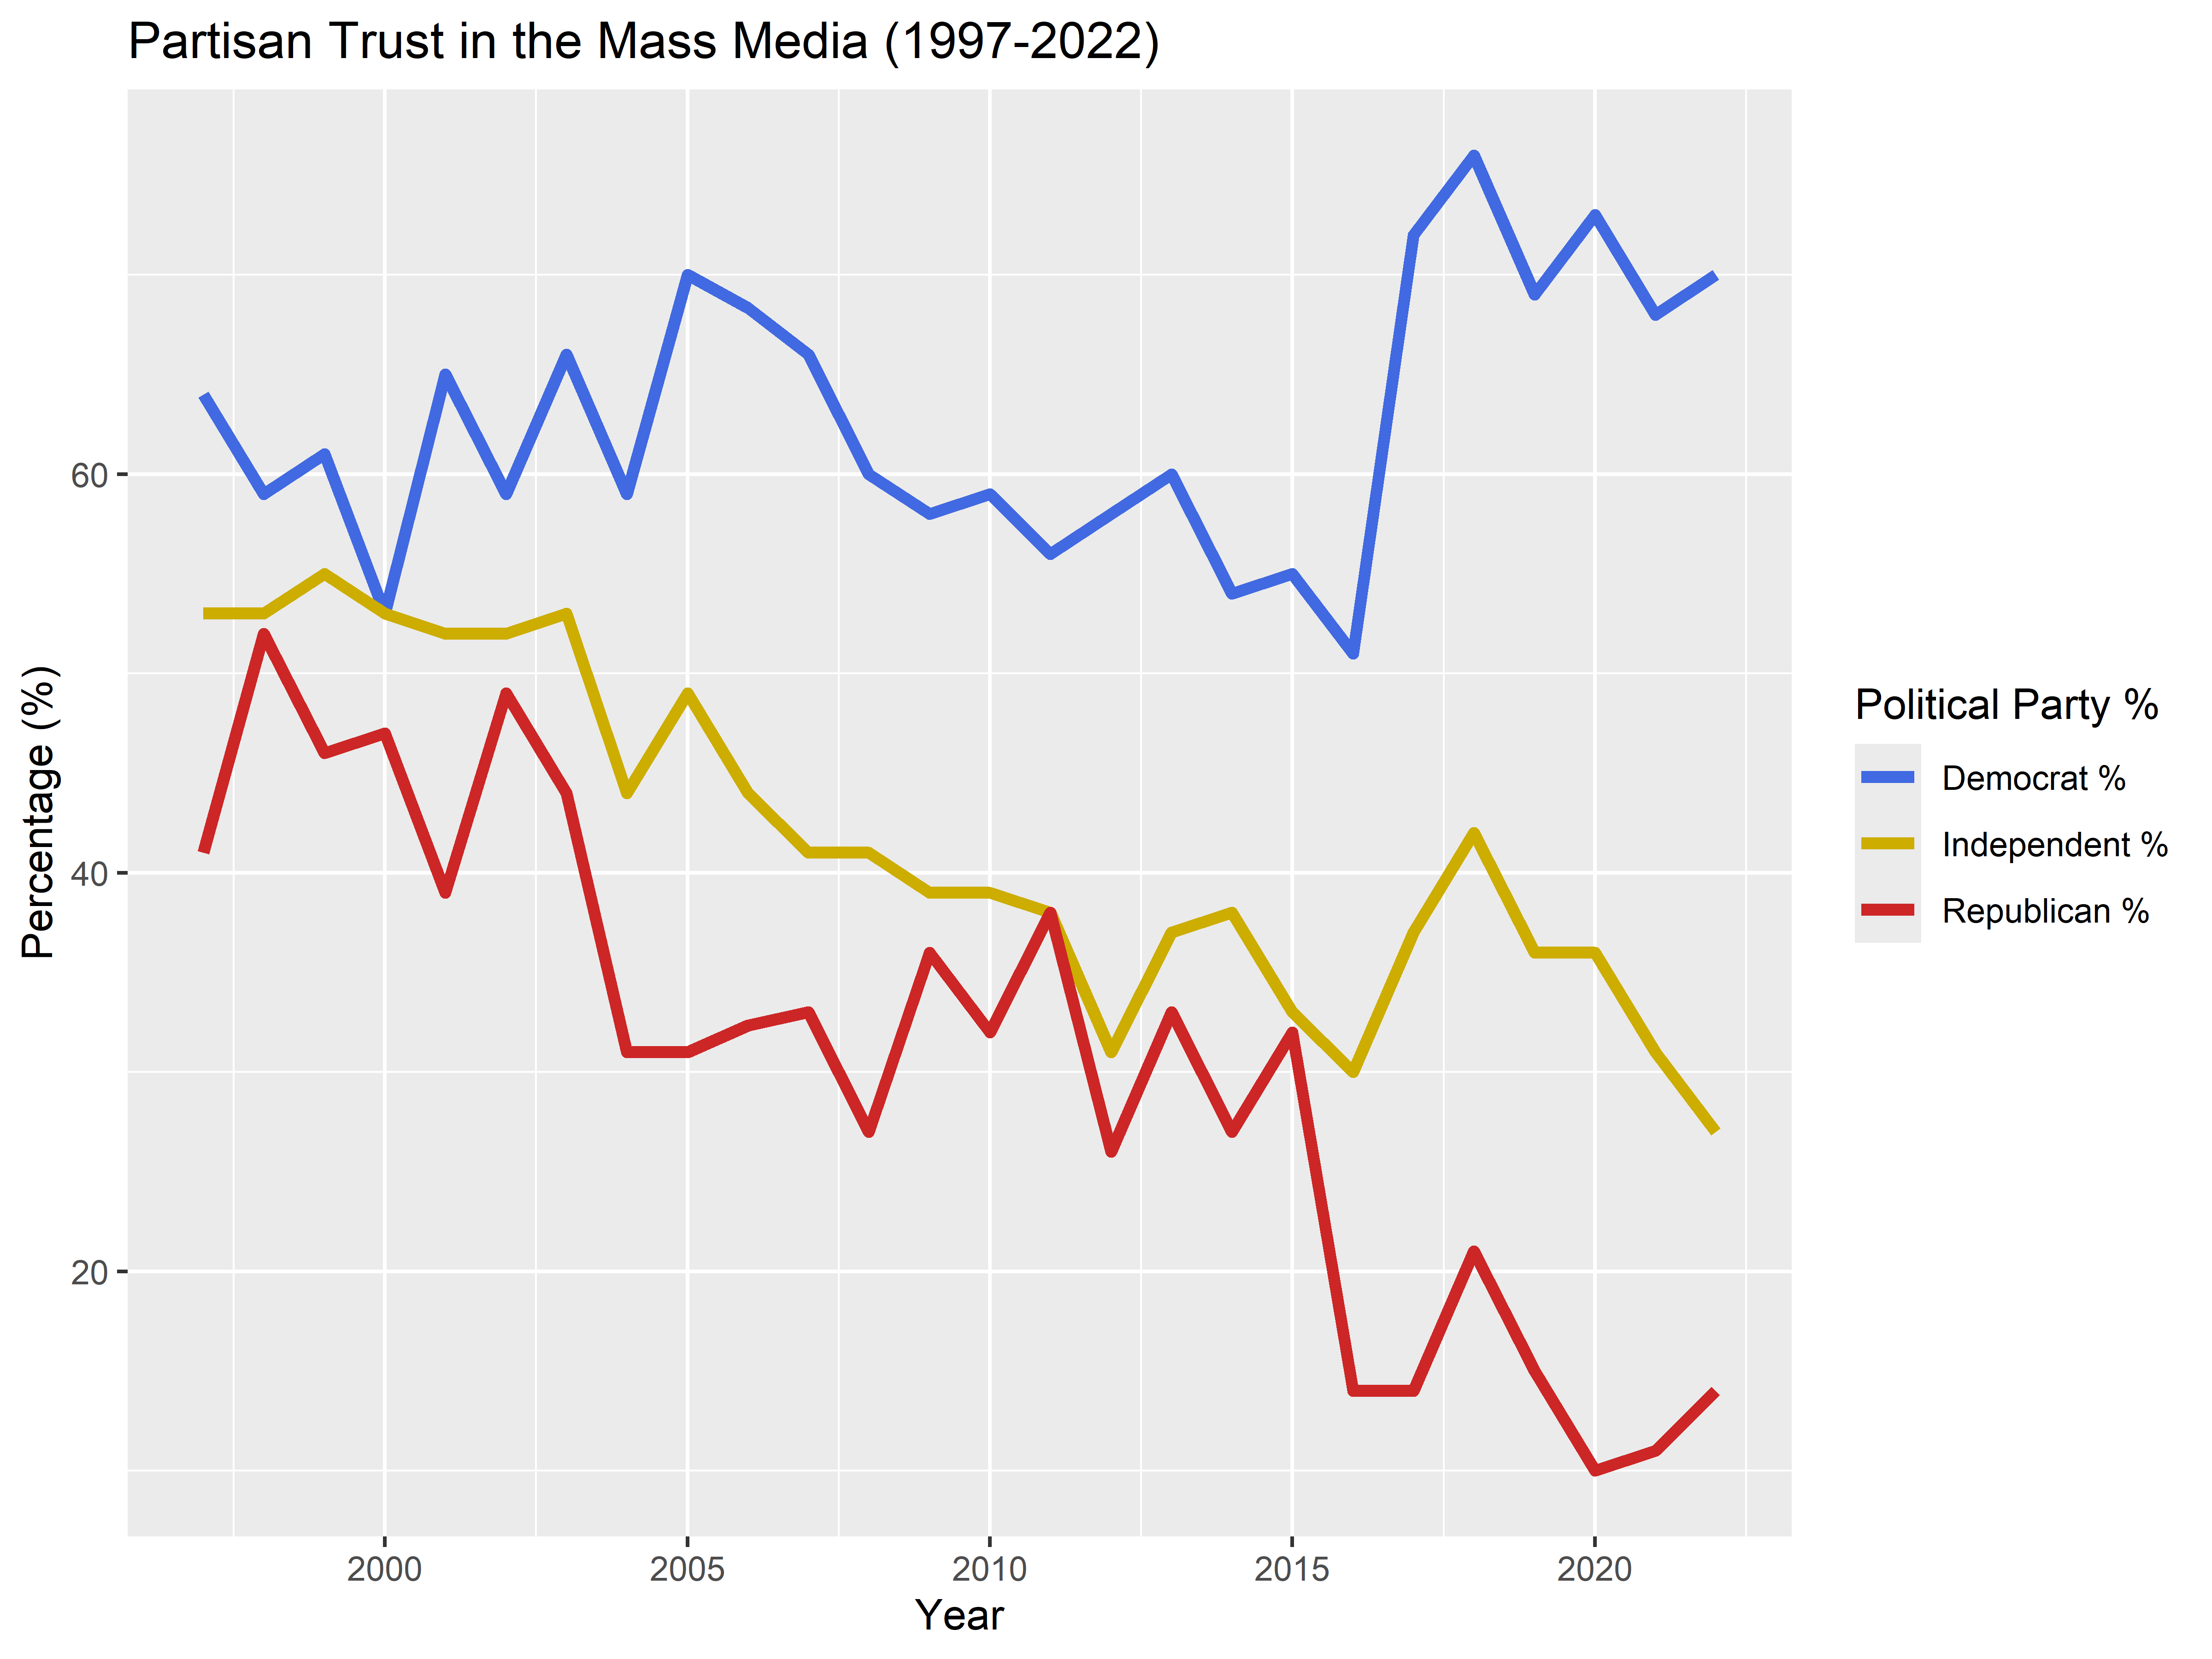 Partisan Trust in the Mass Media (1997-2022)
Percentage (%)
60
40
20
2000
2005
2010
2015
2020
Year
Political Party %
Democrat %
Independent %
Republican %